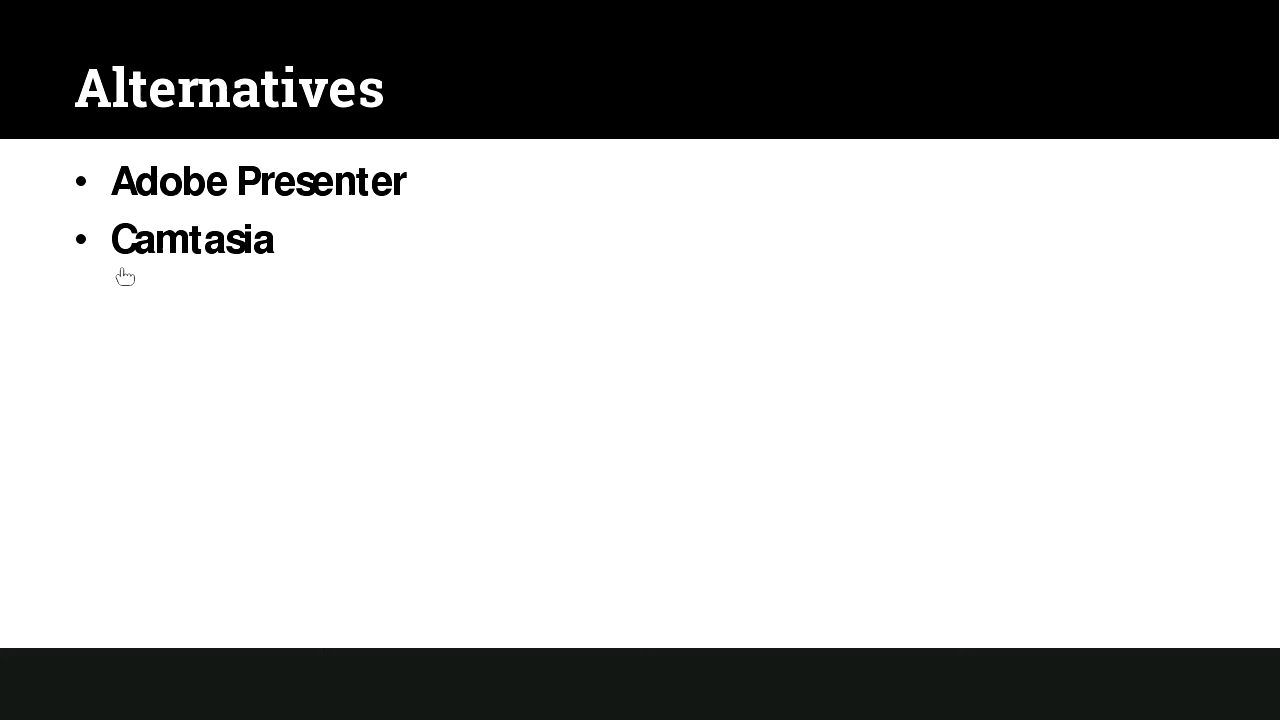 Alternatives
• Adobe Presenter
• Camtasia